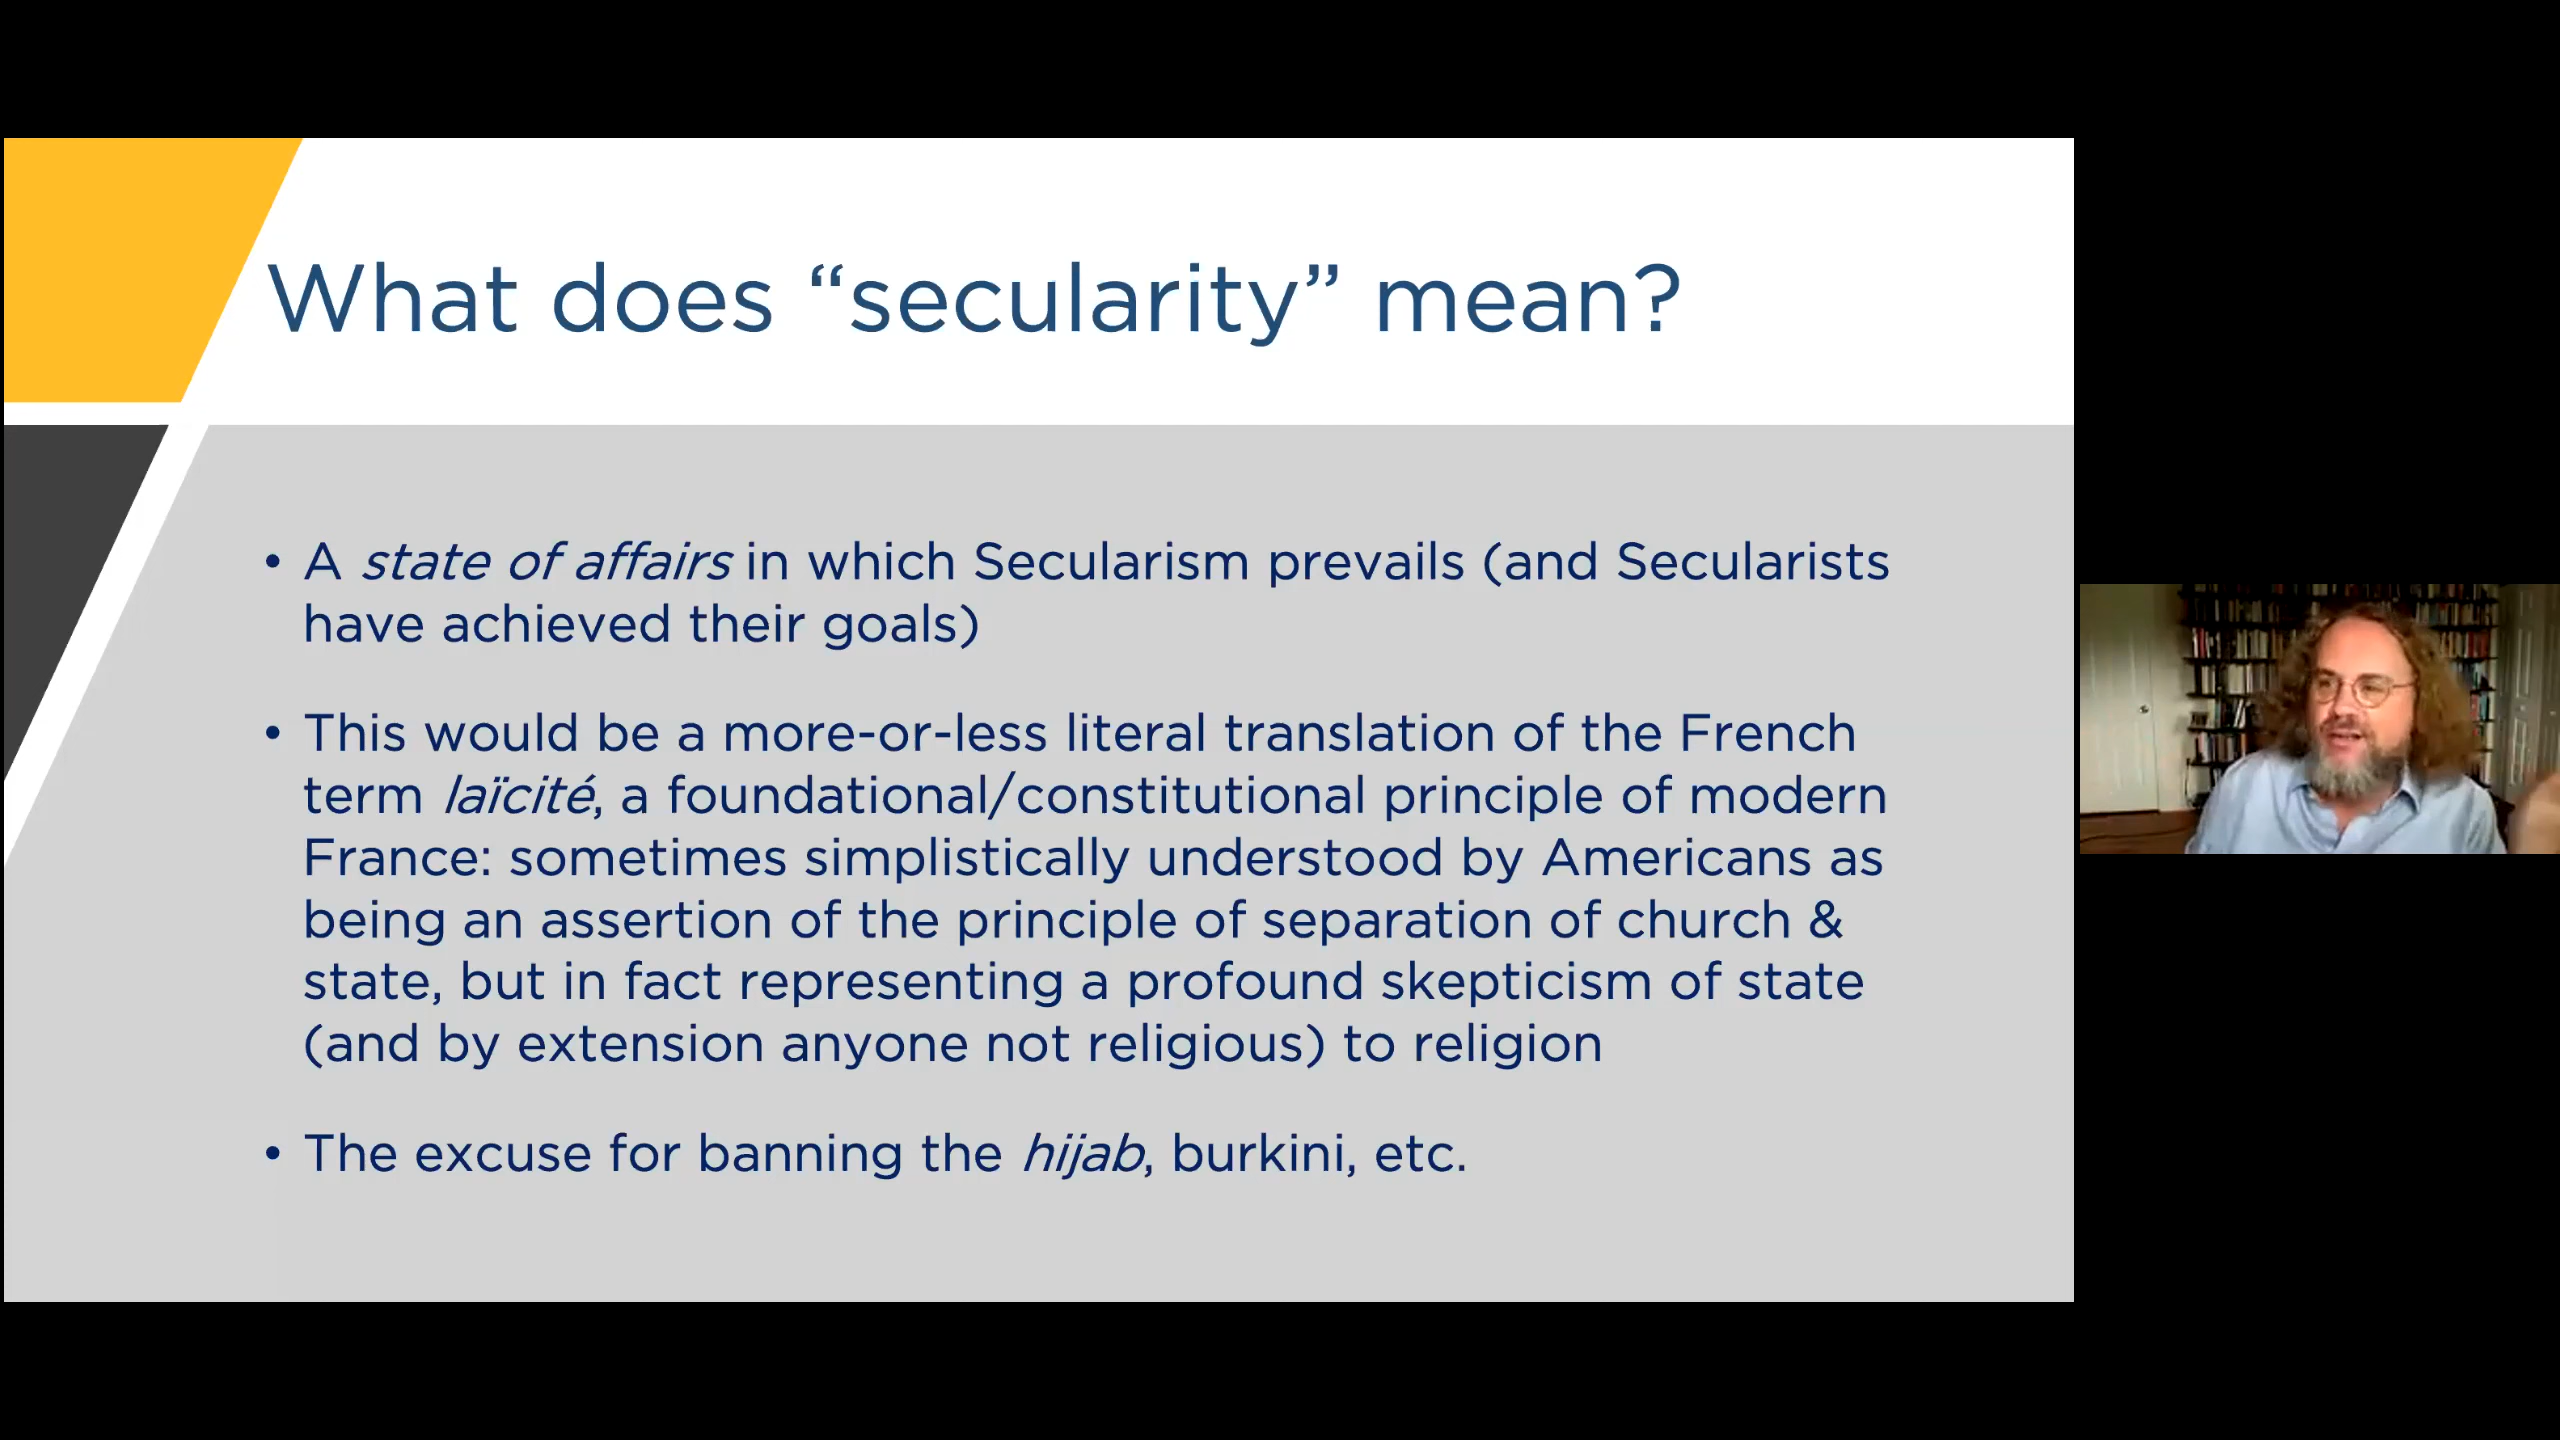 What does “secularity” mean?
• A state of affairs in which Secularism prevails (and Secularists
have achieved their goals)
• This would be a more-or-less literal translation of the French
term laïcité, a foundational/constitutional principle of modern
France: sometimes simplistically understood by Americans as
being an assertion of the principle of separation of church &
state, but in fact representing a profound skepticism of state
(and by extension anyone not religious) to religion
• The excuse for banning the hijab, burkini, etc.